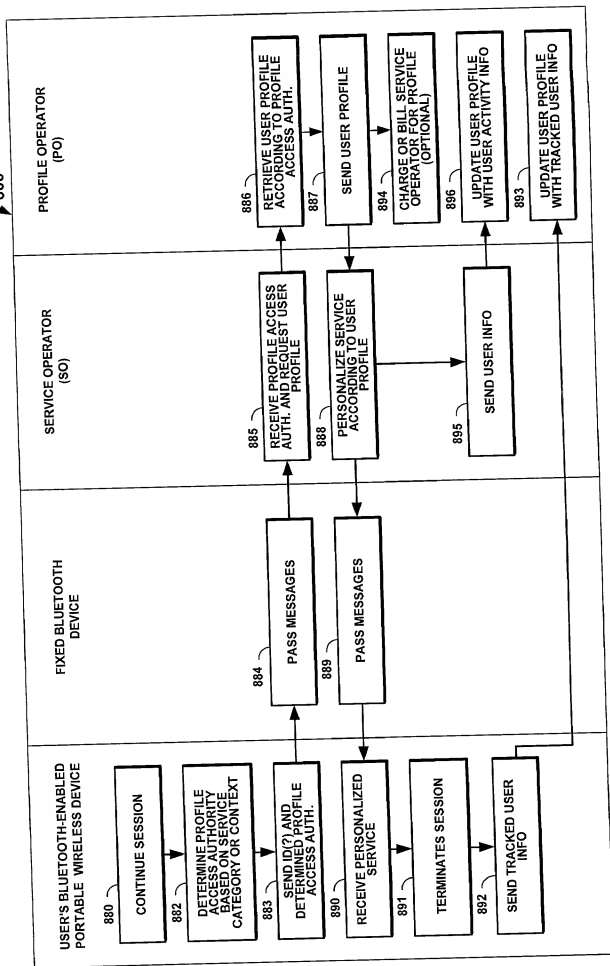 USER'S BLUETOOTH-ENABLED
PORTABLE WIRELESS DEVICE
880
CONTINUE SESSION
882
DETERMINE PROFILE
ACCESS AUTHORITY
BASED ON SERVICE
CATEGORY OR CONTEXT
883
SEND ID(?) AND
DETERMINED PROFILE
ACCESS AUTH.
890
RECEIVE PERSONALIZED
SERVICE
891
TERMINATES SESSION
892
SEND TRACKED USER
INFO
FIXED BLUETOOTH
DEVICE
884
PASS MESSAGES
889
PASS MESSAGES
SERVICE OPERATOR
(SO)
885
RECEIVE PROFILE ACCESS
AUTH. AND REQUEST USER
PROFILE
888
PERSONALIZE SERVICE
ACCORDING TO USER
PROFILE
895
SEND USER INFO
PROFILE OPERATOR
(PO)
886
RETRIEVE USER PROFILE
ACCORDING TO PROFILE
ACCESS AUTH.
887
SEND USER PROFILE
894
CHARGE OR BILL SERVICE
OPERATOR FOR PROFILE
(OPTIONAL)
896
UPDATE USER PROFILE
WITH USER ACTIVITY INFO
893
UPDATE USER PROFILE
WITH TRACKED USER INFO